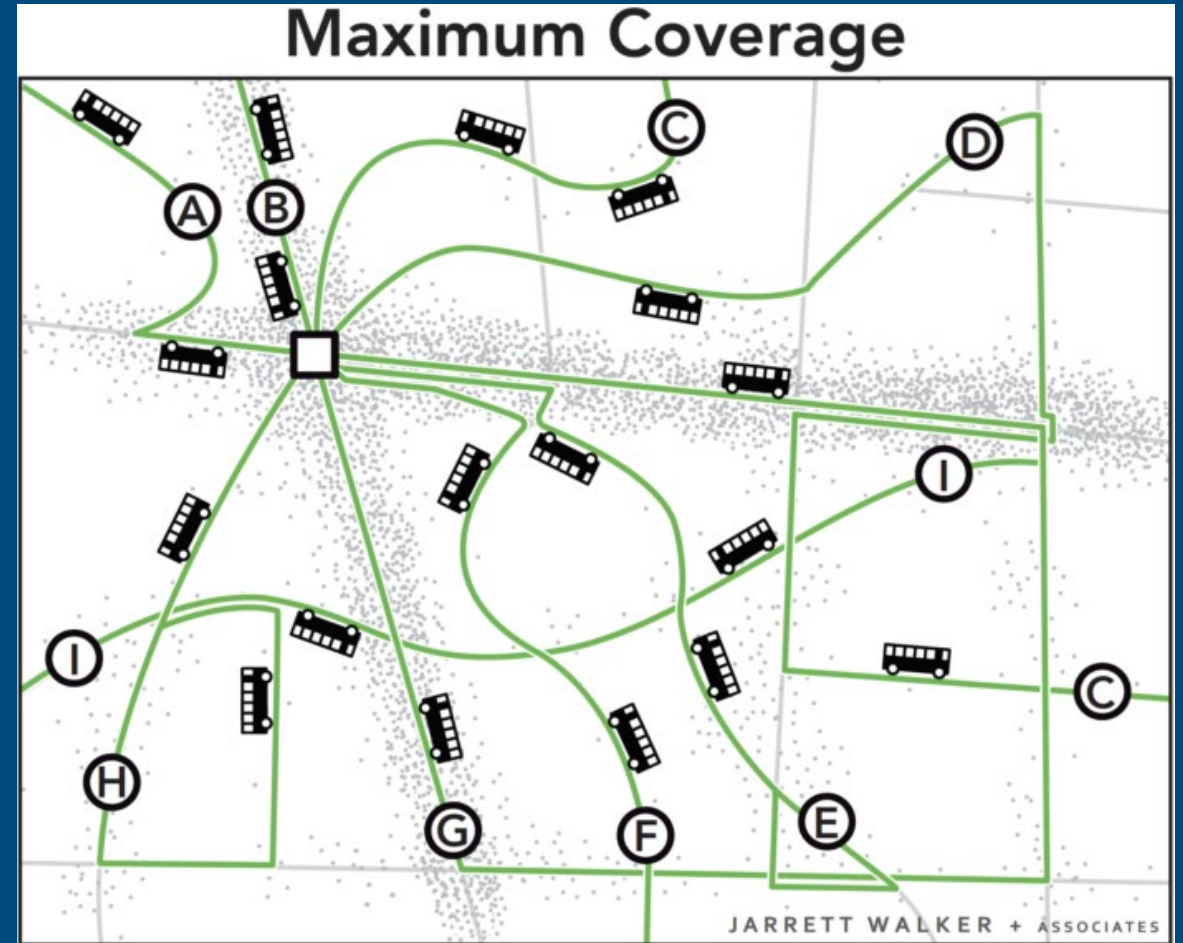 Maximum Coverage
C
D
A
B
I
I
C
H
G
F
E
JARRETT WALKER + ASSOCIATES